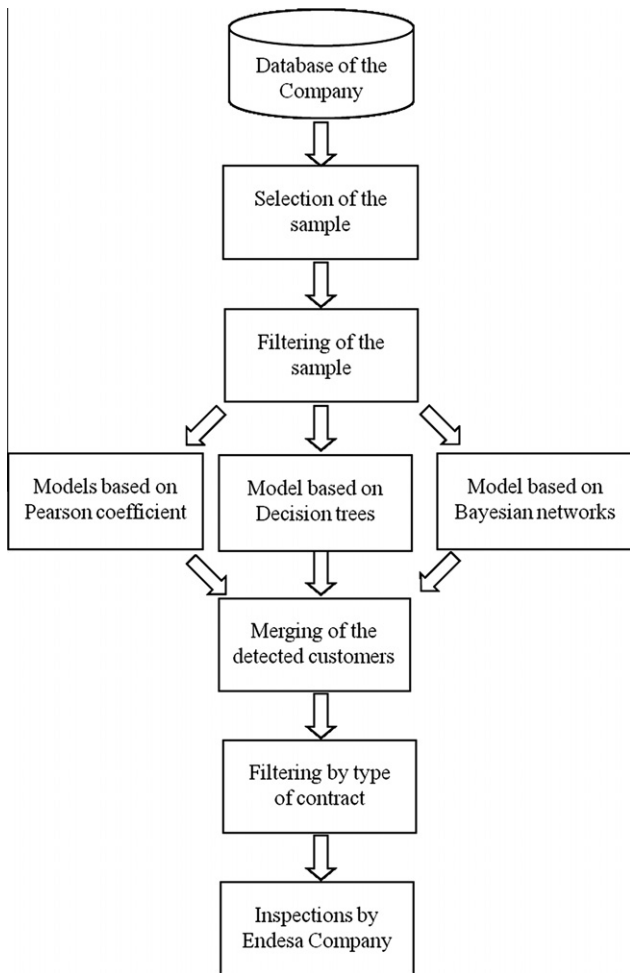 Database of the
Company
Selection of the
sample
Filtering of the
sample
Models based on
Pearson coefficient
Model based on
Decision trees
Model based on
Bayesian networks
Merging of the
detected customers
Filtering by type
of contract
Inspections by
Endesa Company